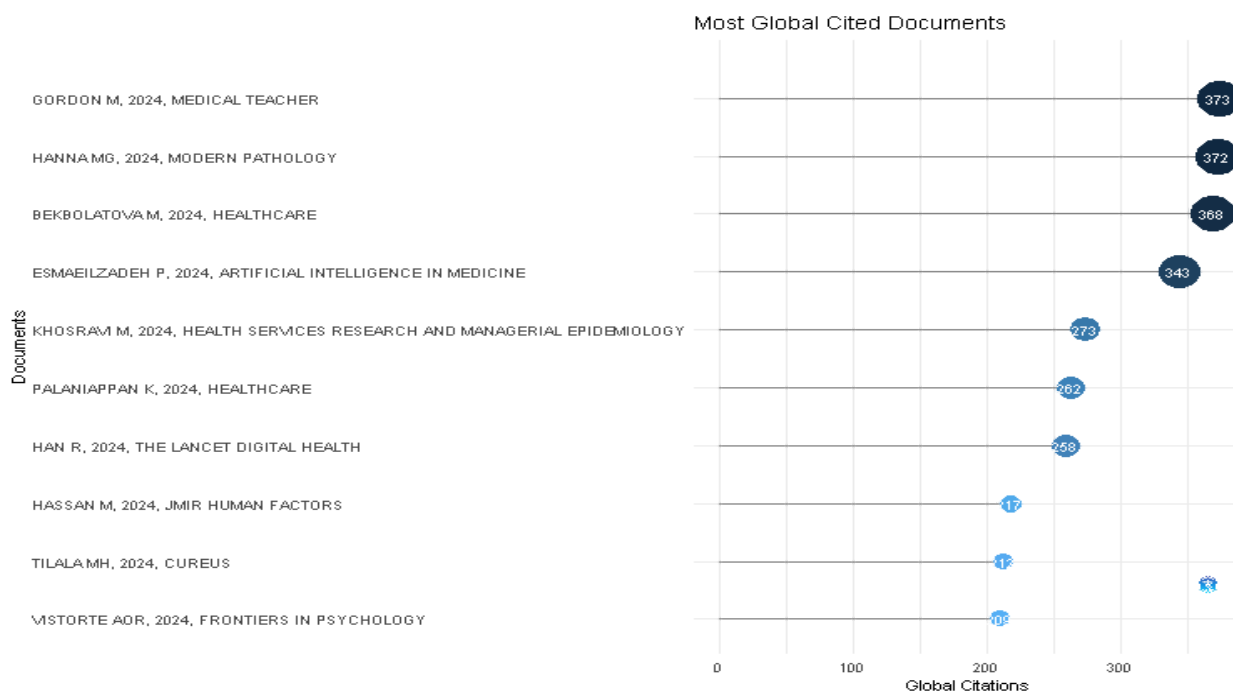 Most Global Cited Documents
GORDON M, 2024, MEDICAL TEACHER
373
HANNA MG, 2024, MODERN PATHOLOGY
372
BEKBOLATOVA M, 2024, HEALTHCARE
368
ESMAEILZADEH P, 2024, ARTIFICIAL INTELLIGENCE IN MEDICINE
343
KHOSRAVI M, 2024, HEALTH SERVICES RESEARCH AND MANAGERIAL EPIDEMIOLOGY
273
PALANIAPPAN K, 2024, HEALTHCARE
262
HAN R, 2024, THE LANCET DIGITAL HEALTH
258
HASSAN M, 2024, JMIR HUMAN FACTORS
217
TILALA MH, 2024, CUREUS
VISTORTE AOR, 2024, FRONTIERS IN PSYCHOLOGY
209
Documents
0 100 200 300
Global Citations